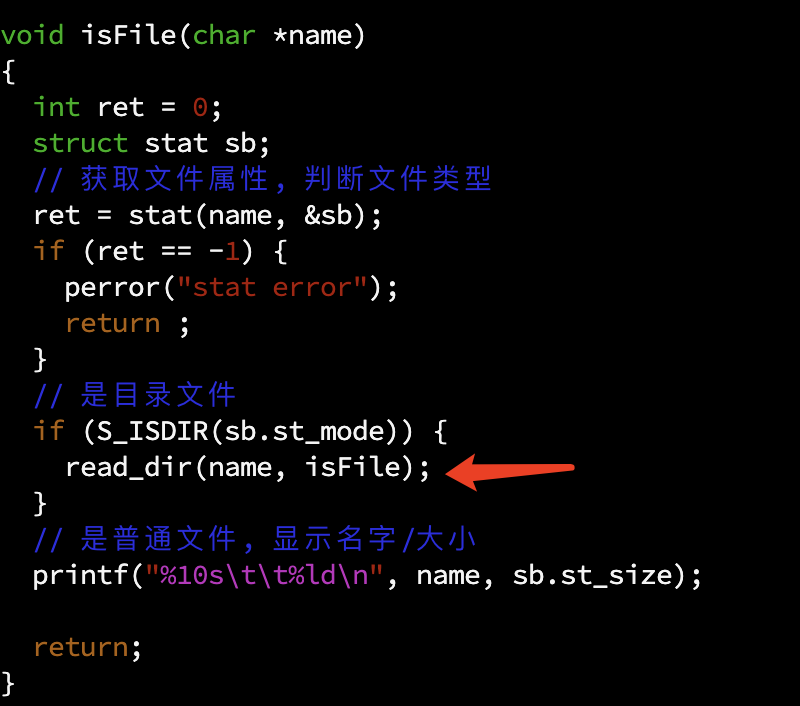 void isFile(char *name)
{
  int ret = 0;
  struct stat sb;
  // 获取文件属性, 判断文件类型
  ret = stat(name, &sb);
  if (ret == -1) {
    perror("stat error");
    return ;
  }
  // 是目录文件
  if (S_ISDIR(sb.st_mode)) {
    read_dir(name, isFile);
  }
  // 是普通文件, 显示名字/大小
  printf("%10s\t\t%ld\n", name, sb.st_size);

  return;
}